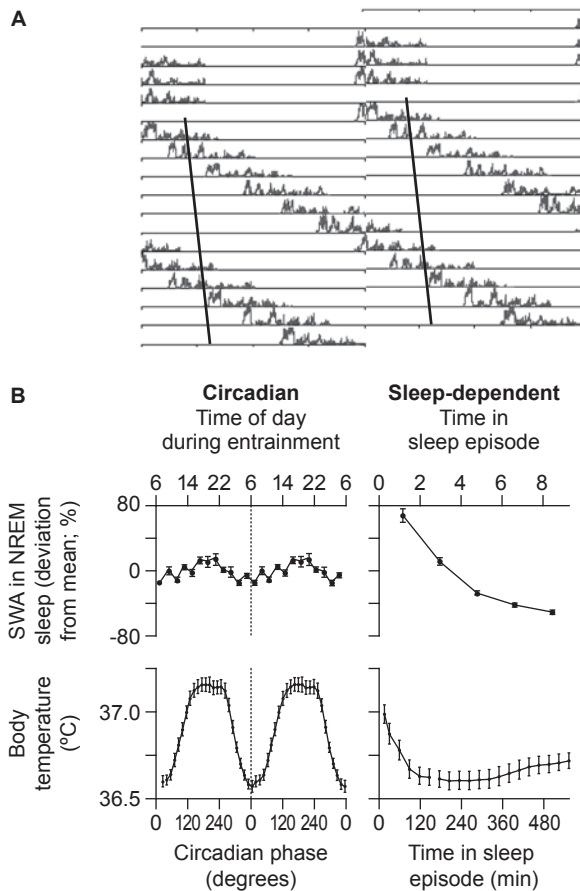 A
B
Circadian
Time of day
during entrainment
Sleep-dependent
Time in
sleep episode
6 14 22 6 14 22 6
0 2 4 6 8
SWA in NREM
sleep (deviation
from mean; %)
80
0
-80
Body
temperature
(ºC)
37.0
36.5
0 120 240 0 120 240 0
0 120 240 360 480
Circadian phase
(degrees)
Time in sleep
episode (min)